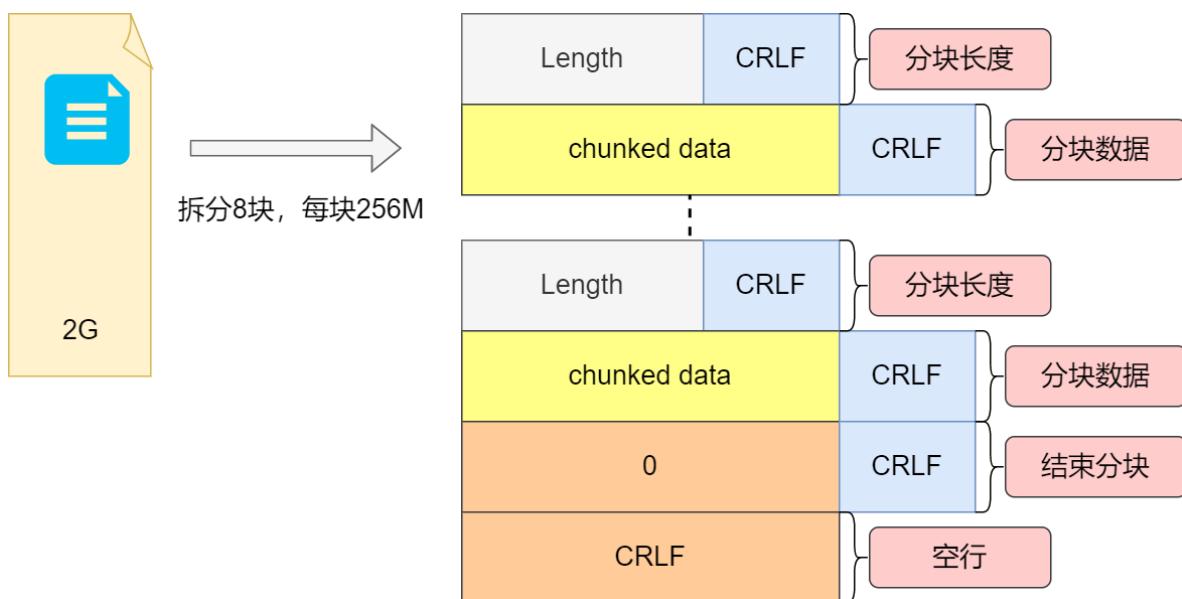 Length
CRLF
分块长度
chunked data
CRLF
分块数据
拆分8块，每块256M
2G
Length
CRLF
分块长度
chunked data
CRLF
分块数据
0
CRLF
结束分块
CRLF
空行